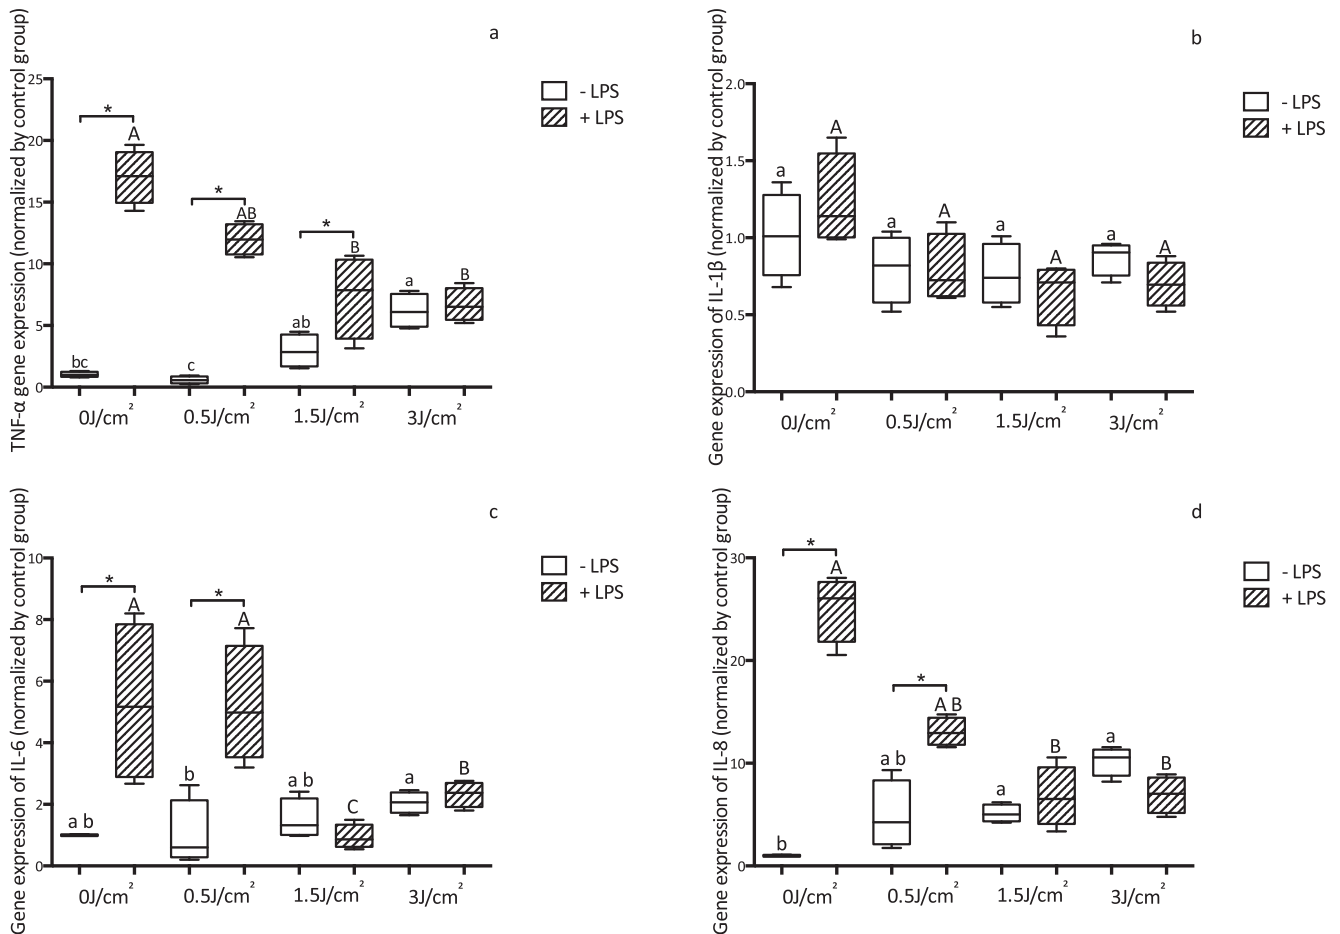 a
TNF-α gene expression (normalized by control group)
25
20
15
10
5
0
*
A
*
AB
*
B
a
B
ab
bc
c
0J/cm²
0.5J/cm²
1.5J/cm²
3J/cm²
- LPS
+ LPS
b
Gene expression of IL-1β (normalized by control group)
2.0
1.5
1.0
0.5
0.0
a
A
a
A
a
A
a
A
0J/cm²
0.5J/cm²
1.5J/cm²
3J/cm²
- LPS
+ LPS
c
Gene expression of IL-6 (normalized by control group)
10
8
6
4
2
0
*
A
*
A
a b
b
a b
C
a
B
0J/cm²
0.5J/cm²
1.5J/cm²
3J/cm²
- LPS
+ LPS
d
Gene expression of IL-8 (normalized by control group)
30
20
10
0
*
A
*
A B
b
a b
a
B
a
B
0J/cm²
0.5J/cm²
1.5J/cm²
3J/cm²
- LPS
+ LPS